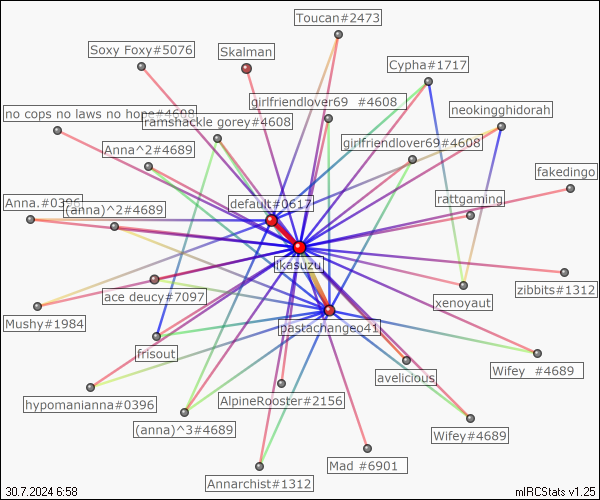 Toucan#2473
Soxy Foxy#5076
Skalman
Cypha#1717
girlfriendlover69 #4608
no cops no laws no hope#4608
neokingghidorah
ramshackle gorey#4608
girlfriendlover69#4608
Anna^2#4689
fakedingo
Anna.#0396
(anna)^2#4689
default#0617
rattgaming
ikasuzu
zibbits#1312
ace deucy#7097
xenoyaut
Mushy#1984
pastachangeo41
frisout
avelicious
Wifey #4689
hypomanianna#0396
AlpineRooster#2156
(anna)^3#4689
Wifey#4689
Mad #6901
Annarchist#1312
30.7.2024 6:58
mIRCStats v1.25